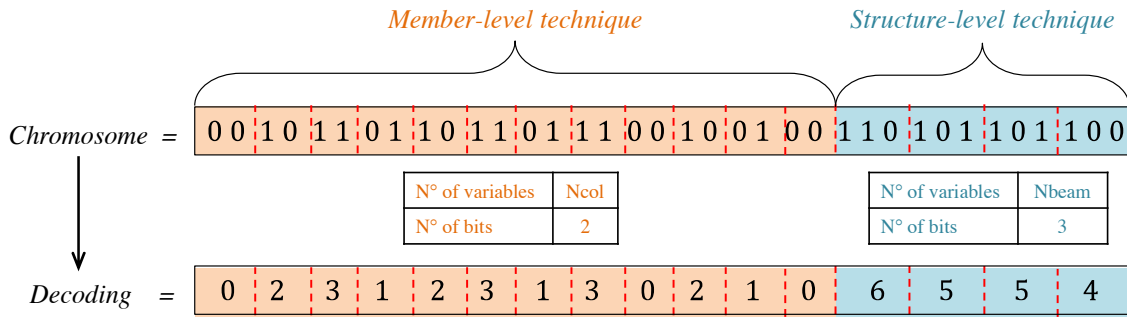 Member-level technique Structure-level technique
Chromosome = 0 0 1 0 1 1 0 1 1 0 1 1 0 1 1 1 0 0 1 0 0 1 0 0 1 1 0 1 0 1 1 0 1 1 0 0
N° of variables Ncol N° of variables Nbeam
N° of bits 2 N° of bits 3
Decoding = 0 2 3 1 2 3 1 3 0 2 1 0 6 5 5 4